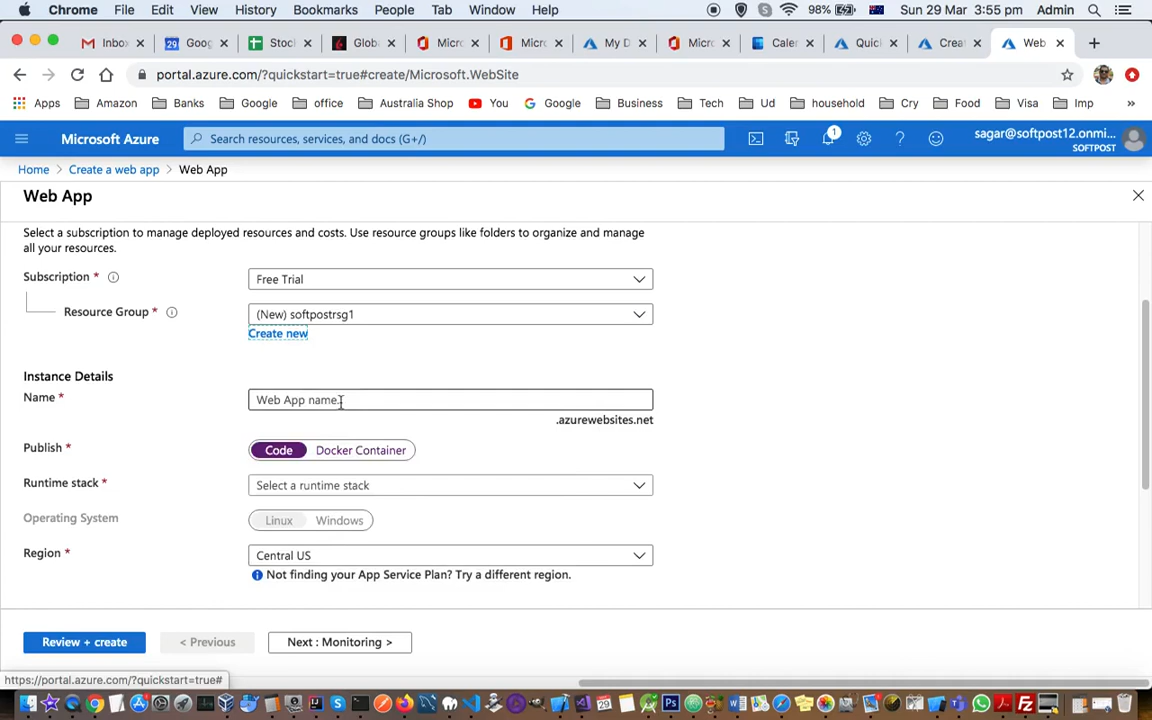 Chrome File Edit View History Bookmarks People Tab Window Help 98% Sun 29 Mar 3:55 pm Admin
Inbo Goog Stoc Glob Micro Micro My D Micro Caler Quic Crea Web
portal.azure.com/?quickstart=true#create/Microsoft.WebSite
Apps Amazon Banks Google office Australia Shop You Google Business Tech Ud household Cry Food Visa Imp »
Microsoft Azure Search resources, services, and docs (G+/) 1 sagar@softpost12.onmi...
SOFTPOST
Home > Create a web app > Web App
Web App
Select a subscription to manage deployed resources and costs. Use resource groups like folders to organize and manage
all your resources.
Subscription * Free Trial
Resource Group * (New) softpostrsg1
Create new
Instance Details
Name * Web App name.
.azurewebsites.net
Publish * Code Docker Container
Runtime stack * Select a runtime stack
Operating System Linux Windows
Region * Central US
Not finding your App Service Plan? Try a different region.
Review + create < Previous Next : Monitoring >
https://portal.azure.com/?quickstart=true#